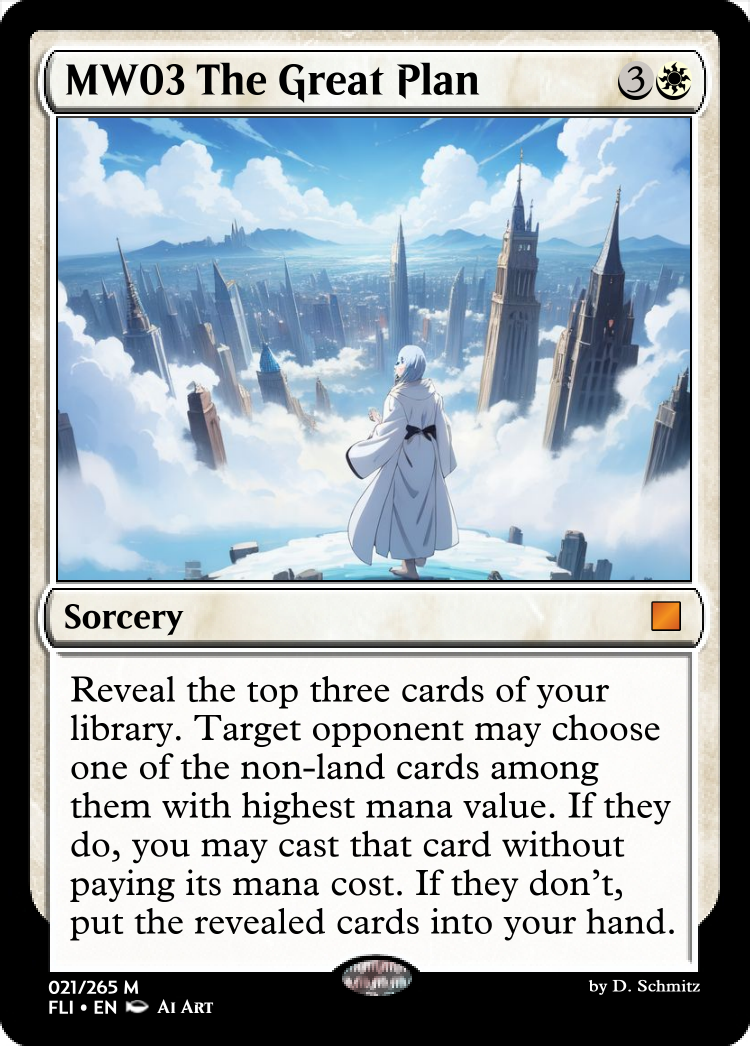 MW03 The Great Plan 3
Sorcery
Reveal the top three cards of your
library. Target opponent may choose
one of the non-land cards among
them with highest mana value. If they
do, you may cast that card without
paying its mana cost. If they don't,
put the revealed cards into your hand.
021/265 M
by D. Schmitz
FLI • EN AI ART